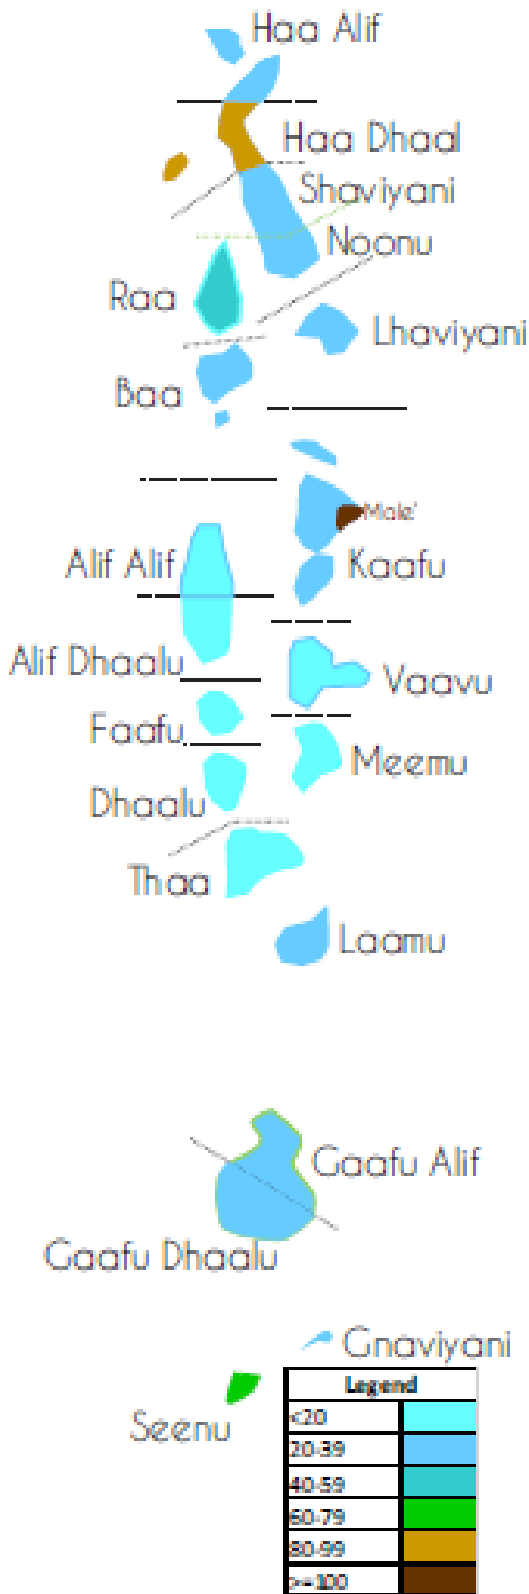 Haa Alif
Haa Dhaal
Shaviyani
Noonu
Raa
Lhaviyani
Baa
Male'
Alif Alif
Kaafu
Alif Dhaalu
Vaavu
Faafu
Meemu
Dhaalu
Thaa
Laamu
Gaafu Alif
Gaafu Dhaalu
Gnaviyani
Seenu
Legend
<20
20-39
40-59
60-79
80-99
>=100